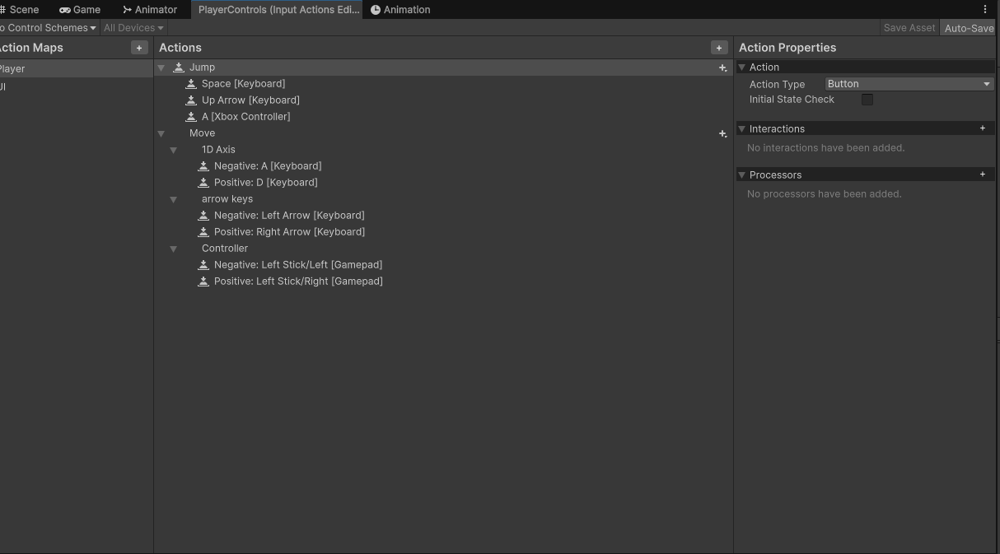 Scene Game Animator PlayerControls (Input Actions Edi... Animation
o Control Schemes All Devices Save Asset Auto-Save
Action Maps + Actions + Action Properties
Player
UI
Jump +
Space [Keyboard]
Up Arrow [Keyboard]
A [Xbox Controller]
Move +
1D Axis
Negative: A [Keyboard]
Positive: D [Keyboard]
arrow keys
Negative: Left Arrow [Keyboard]
Positive: Right Arrow [Keyboard]
Controller
Negative: Left Stick/Left [Gamepad]
Positive: Left Stick/Right [Gamepad]
Action
Action Type Button
Initial State Check
Interactions +
No interactions have been added.
Processors +
No processors have been added.